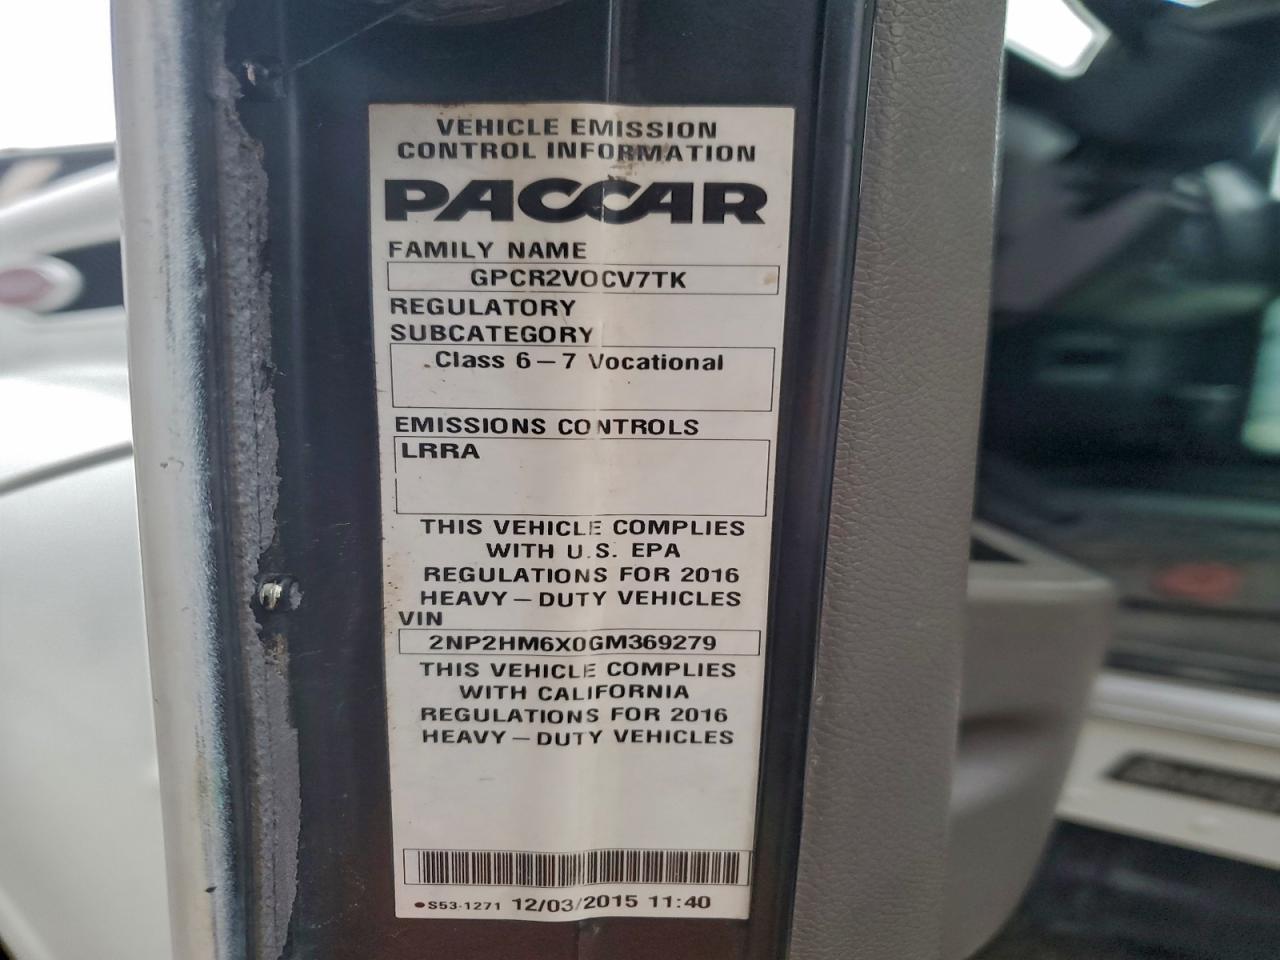 VEHICLE EMISSION
CONTROL INFORMATION
PACCAR
FAMILY NAME
GPCR2VOCV7TK
REGULATORY
SUBCATEGORY
Class 6 – 7 Vocational
EMISSIONS CONTROLS
LRRA
THIS VEHICLE COMPLIES
WITH U.S. EPA
REGULATIONS FOR 2016
HEAVY – DUTY VEHICLES
VIN
2NP2HM6X0GM369279
THIS VEHICLE COMPLIES
WITH CALIFORNIA
REGULATIONS FOR 2016
HEAVY – DUTY VEHICLES
●S53-1271 12/03/2015 11:40